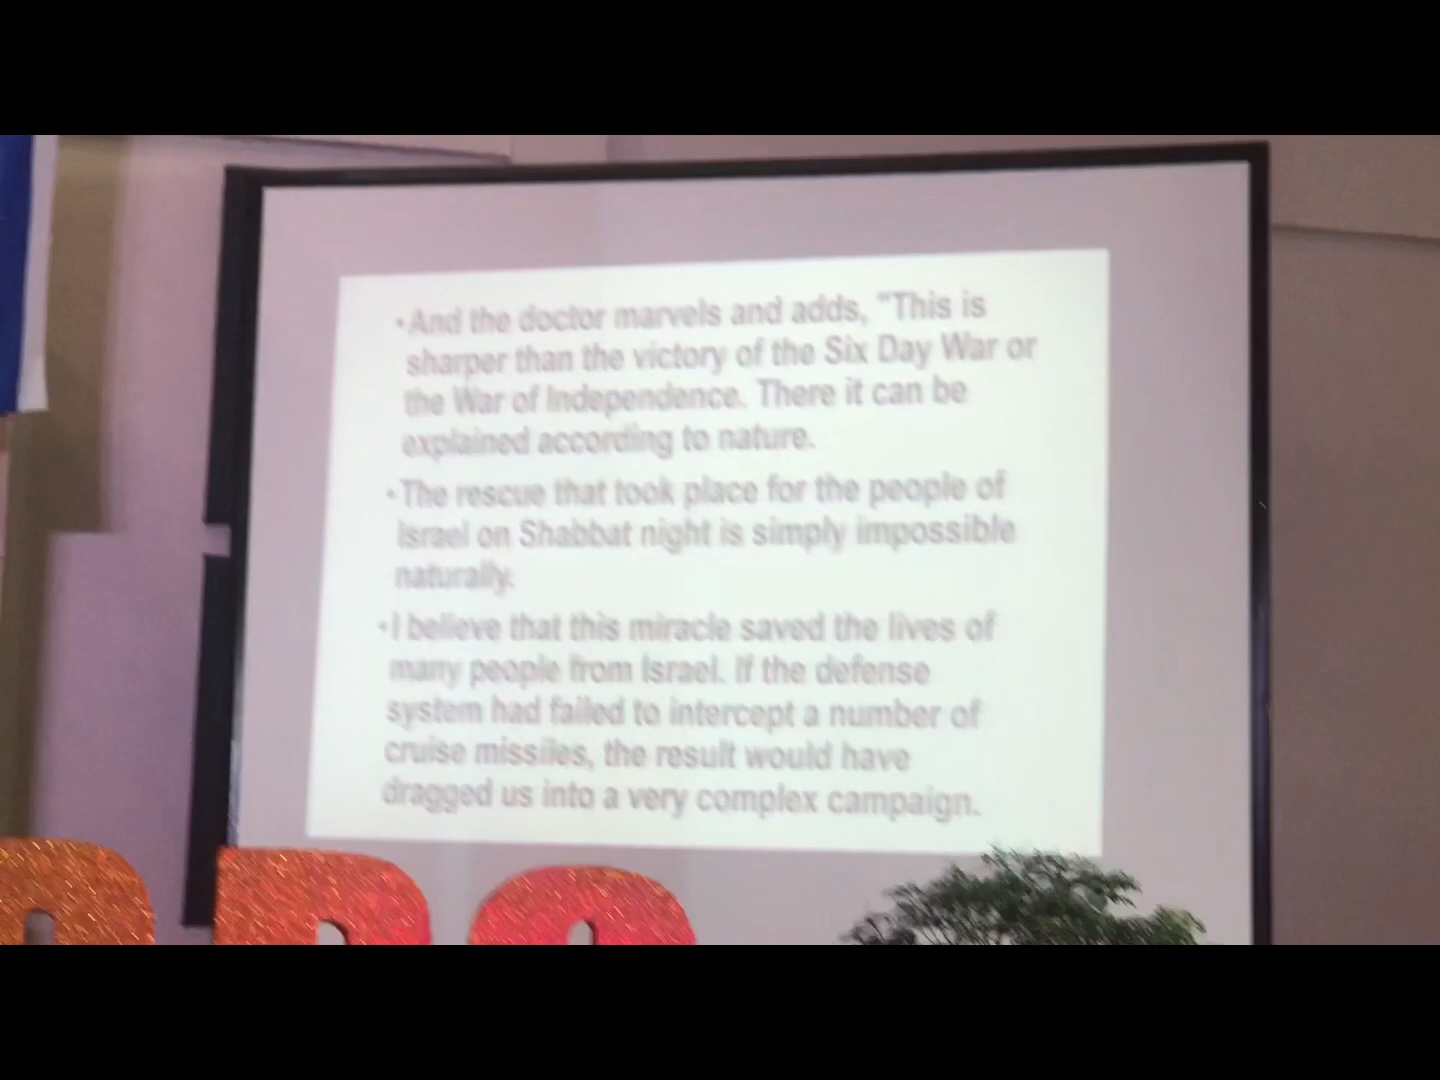 •And the doctor marvels and adds, "This is
sharper than the victory of the Six Day War or
the War of Independence. There it can be
explained according to nature.
•The rescue that took place for the people of
Israel on Shabbat night is simply impossible
naturally.
•I believe that this miracle saved the lives of
many people from Israel. If the defense
system had failed to intercept a number of
cruise missiles, the result would have
dragged us into a very complex campaign.